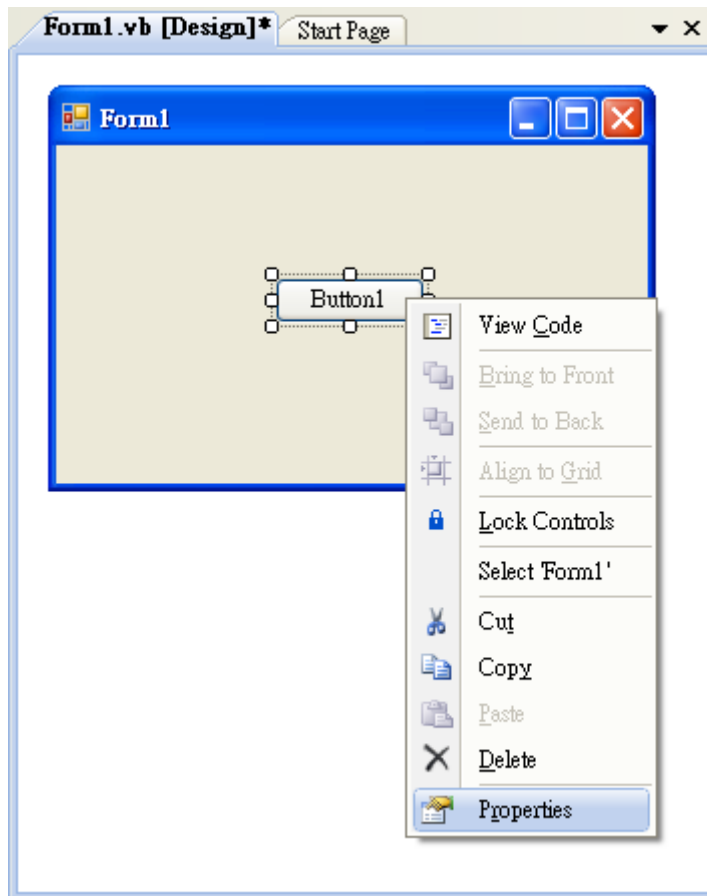 Form1.vb [Design]* Start Page
Form1
Button1
View Code
Bring to Front
Send to Back
Align to Grid
Lock Controls
Select 'Form1'
Cut
Copy
Paste
Delete
Properties